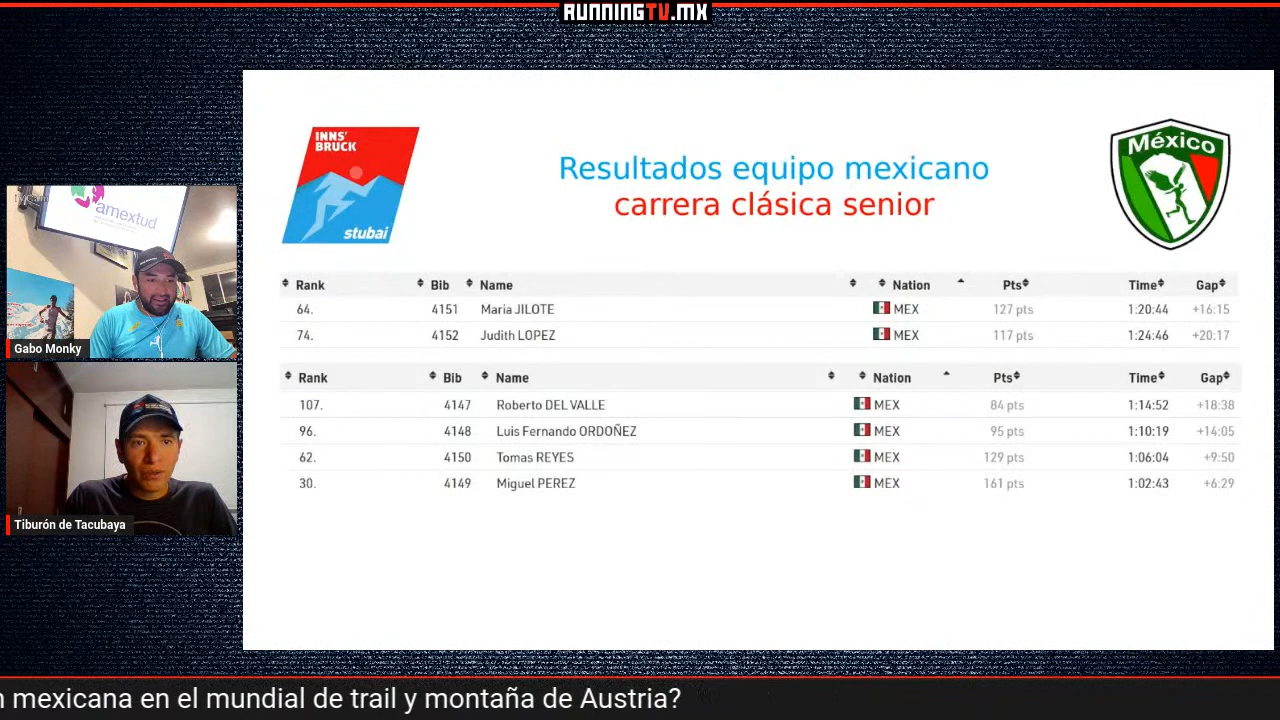 RUNNINGTV.MX
INNS'
BRUCK
stubai
Resultados equipo mexicano
carrera clásica senior
México
amextud
Gabo Monky
Tiburón de Tacubaya
Rank Bib Name Nation Pts Time Gap
64. 4151 Maria JILOTE MEX 127 pts 1:20:44 +16:15
74. 4152 Judith LOPEZ MEX 117 pts 1:24:46 +20:17
Rank Bib Name Nation Pts Time Gap
107. 4147 Roberto DEL VALLE MEX 84 pts 1:14:52 +18:38
96. 4148 Luis Fernando ORDOÑEZ MEX 95 pts 1:10:19 +14:05
62. 4150 Tomas REYES MEX 129 pts 1:06:04 +9:50
30. 4149 Miguel PEREZ MEX 161 pts 1:02:43 +6:29
n mexicana en el mundial de trail y montaña de Austria?